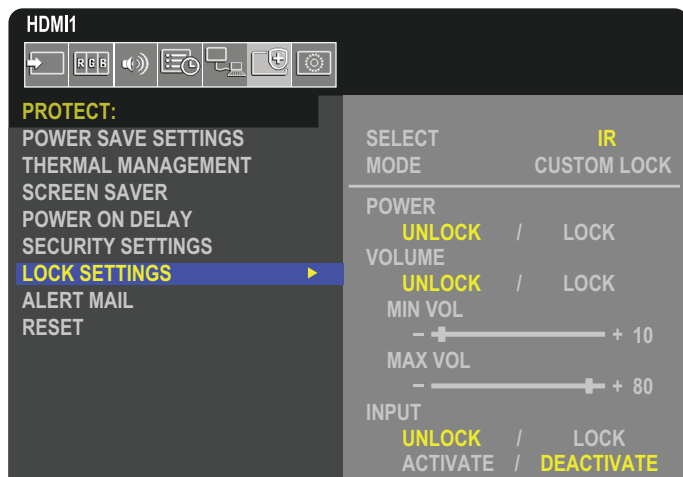 HDMI1
R G B
PROTECT:
POWER SAVE SETTINGS
THERMAL MANAGEMENT
SCREEN SAVER
POWER ON DELAY
SECURITY SETTINGS
LOCK SETTINGS
ALERT MAIL
RESET
SELECT IR
MODE CUSTOM LOCK
POWER
UNLOCK / LOCK
VOLUME
UNLOCK / LOCK
MIN VOL
− + 10
MAX VOL
− + 80
INPUT
UNLOCK / LOCK
ACTIVATE / DEACTIVATE